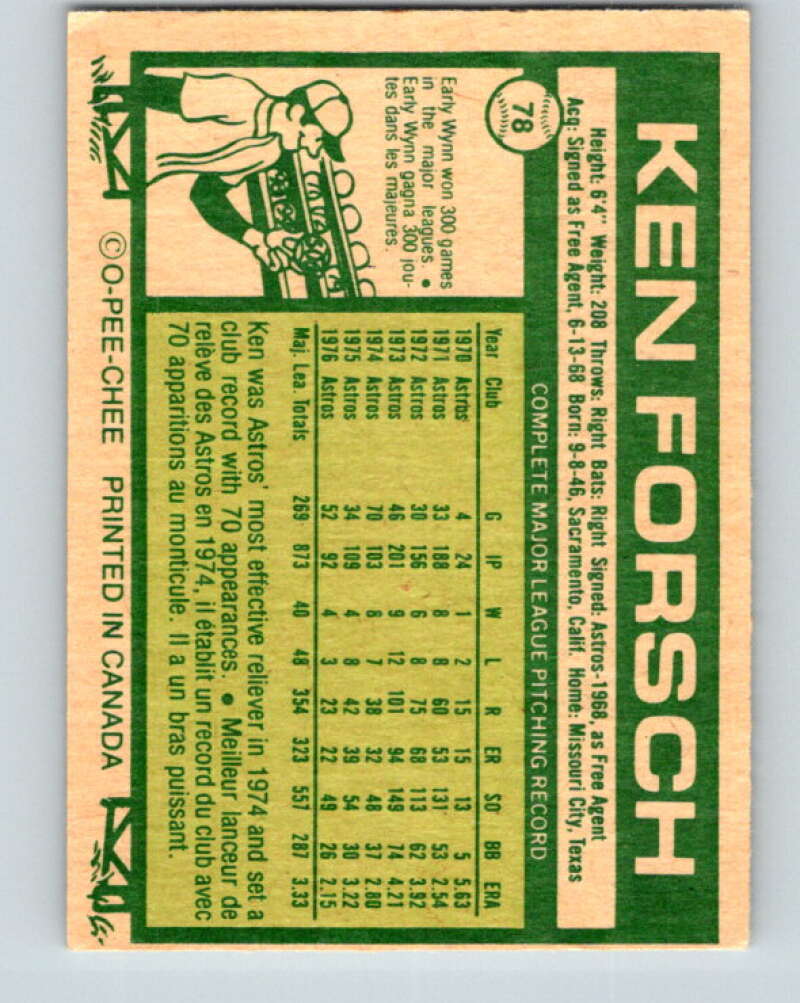 78
KEN FORSCH
Height: 6'4" Weight: 208 Throws: Right Bats: Right Signed: Astros-1968, as Free Agent
Acq: Signed as Free Agent, 6-13-68 Born: 9-8-46, Sacramento, Calif. Home: Missouri City, Texas
COMPLETE MAJOR LEAGUE PITCHING RECORD
Early Wynn won 300 games
in the major leagues. •
Early Wynn gagna 300 jou-
tes dans les majeures.
Year Club G IP W L R ER SO BB ERA
1970 Astros 4 24 1 2 15 15 13 5 5.63
1971 Astros 33 188 8 8 60 53 131 53 2.54
1972 Astros 30 156 6 8 75 68 113 62 3.92
1973 Astros 46 201 9 12 101 94 149 74 4.21
1974 Astros 70 103 8 7 38 32 48 37 2.80
1975 Astros 34 109 4 8 42 39 54 30 3.22
1976 Astros 52 92 4 3 23 22 49 26 2.15
Maj. Lea. Totals 269 873 40 48 354 323 557 287 3.33
Ken was Astros' most effective reliever in 1974 and set a
club record with 70 appearances. • Meilleur lanceur de
relève des Astros en 1974, il établit un record du club avec
70 apparitions au monticule. Il a un bras puissant.
© O-PEE-CHEE PRINTED IN CANADA